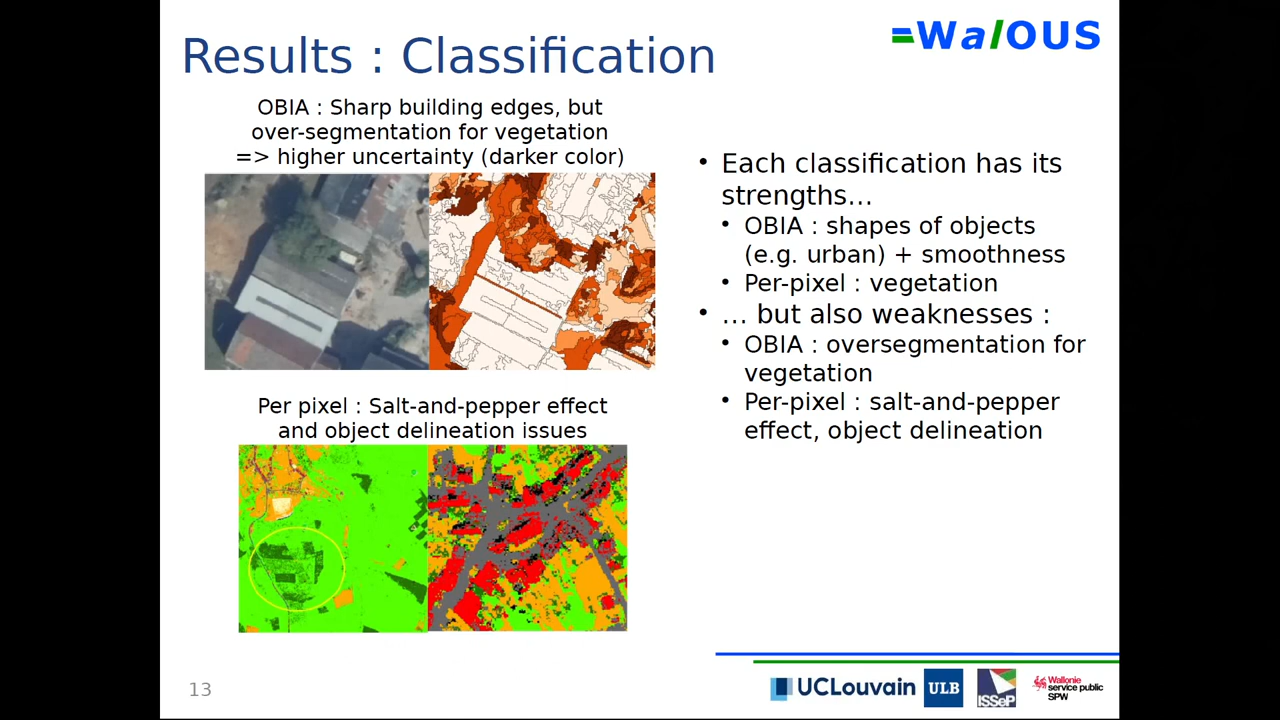 Results : Classification
WalOUS
OBIA : Sharp building edges, but
over-segmentation for vegetation
=> higher uncertainty (darker color)
Per pixel : Salt-and-pepper effect
and object delineation issues
• Each classification has its
strengths...
• OBIA : shapes of objects
(e.g. urban) + smoothness
• Per-pixel : vegetation
• ... but also weaknesses :
• OBIA : oversegmentation for
vegetation
• Per-pixel : salt-and-pepper
effect, object delineation
13
UCLouvain
ULB
ISSeP
Wallonie
service public
SPW